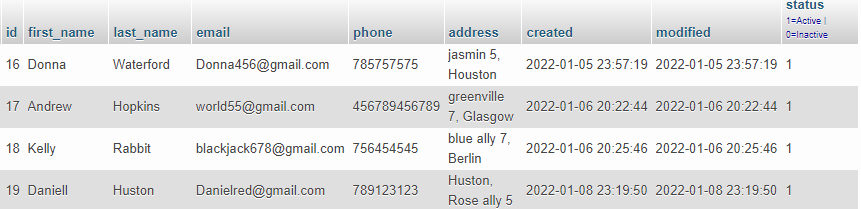 status
1=Active |
id first_name last_name email phone address created modified 0=Inactive
16 Donna Waterford Donna456@gmail.com 785757575 jasmin 5, 2022-01-05 23:57:19 2022-01-05 23:57:19 1
Houston
17 Andrew Hopkins world55@gmail.com 456789456789 greenville 2022-01-06 20:22:44 2022-01-06 20:22:44 1
7, Glasgow
18 Kelly Rabbit blackjack678@gmail.com 756454545 blue ally 7, 2022-01-06 20:25:46 2022-01-06 20:25:46 1
Berlin
19 Daniell Huston Danielred@gmail.com 789123123 Huston, 2022-01-08 23:19:50 2022-01-08 23:19:50 1
Rose ally 5